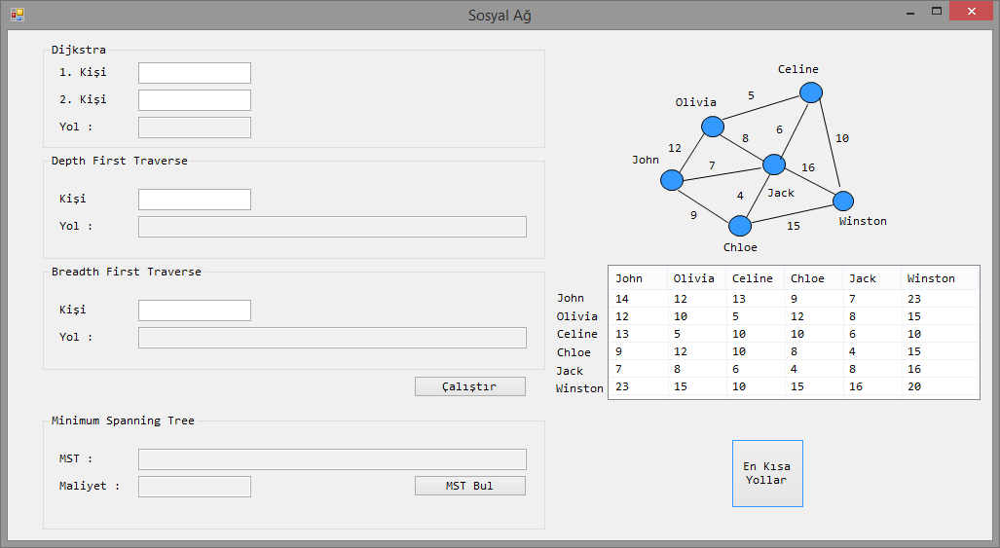 Sosyal Ağ
Dijkstra
1. Kişi
2. Kişi
Yol :
Depth First Traverse
Kişi
Yol :
Breadth First Traverse
Kişi
Yol :
Çalıştır
Minimum Spanning Tree
MST :
Maliyet :
MST Bul
Celine
5
Olivia
6
8
10
12
John
7
16
4
Jack
9
15
Winston
Chloe
John Olivia Celine Chloe Jack Winston
John 14 12 13 9 7 23
Olivia 12 10 5 12 8 15
Celine 13 5 10 10 6 10
Chloe 9 12 10 8 4 15
Jack 7 8 6 4 8 16
Winston 23 15 10 15 16 20
En Kısa
Yollar